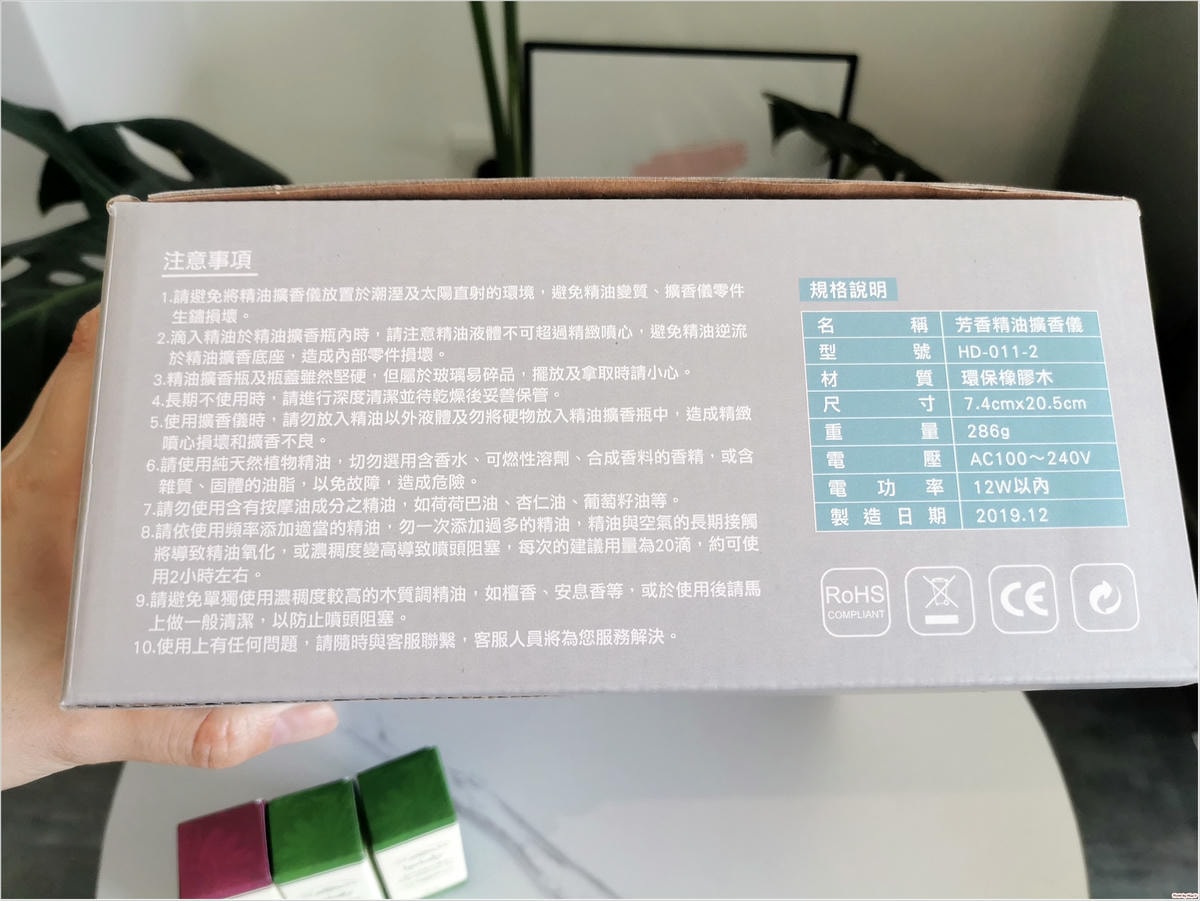 注意事項
1.請避免將精油擴香儀放置於潮溼及太陽直射的環境，避免精油變質、擴香儀零件
生鏽損壞。
2.滴入精油於精油擴香瓶內時，請注意精油液體不可超過精緻噴心，避免精油逆流
於精油擴香底座，造成內部零件損壞。
3.精油擴香瓶及瓶蓋雖然堅硬，但屬於玻璃易碎品，擺放及拿取時請小心。
4.長期不使用時，請進行深度清潔並待乾燥後妥善保管。
5.使用擴香儀時，請勿放入精油以外液體及勿將硬物放入精油擴香瓶中，造成精緻
噴心損壞和擴香不良。
6.請使用純天然植物精油，切勿選用含香水、可燃性溶劑、合成香料的香精，或含
雜質、固體的油脂，以免故障，造成危險。
7.請勿使用含有按摩油成分之精油，如荷荷巴油、杏仁油、葡萄籽油等。
8.請依使用頻率添加適當的精油，勿一次添加過多的精油，精油與空氣的長期接觸
將導致精油氧化，或濃稠度變高導致噴頭阻塞，每次的建議用量為20滴，約可使
用2小時左右。
9.請避免單獨使用濃稠度較高的木質調精油，如檀香、安息香等，或於使用後請馬
上做一般清潔，以防止噴頭阻塞。
10.使用上有任何問題，請隨時與客服聯繫，客服人員將為您服務解決。
規格說明
名稱 芳香精油擴香儀
型號 HD-011-2
材質 環保橡膠木
尺寸 7.4cmx20.5cm
重量 286g
電壓 AC100～240V
電功率 12W以內
製造日期 2019.12
RoHS
COMPLIANT
CE